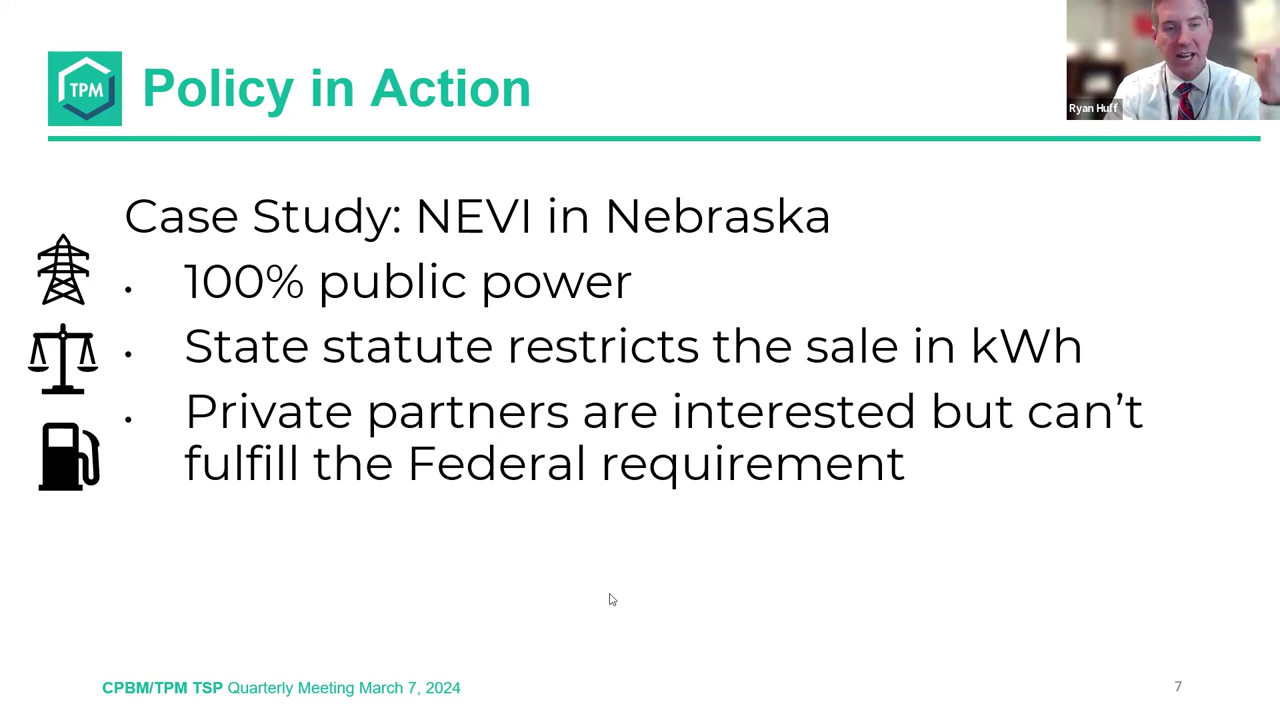 TPM
Policy in Action
Ryan Huff
Case Study: NEVI in Nebraska
• 100% public power
• State statute restricts the sale in kWh
• Private partners are interested but can’t
fulfill the Federal requirement
CPBM/TPM TSP Quarterly Meeting March 7, 2024
7